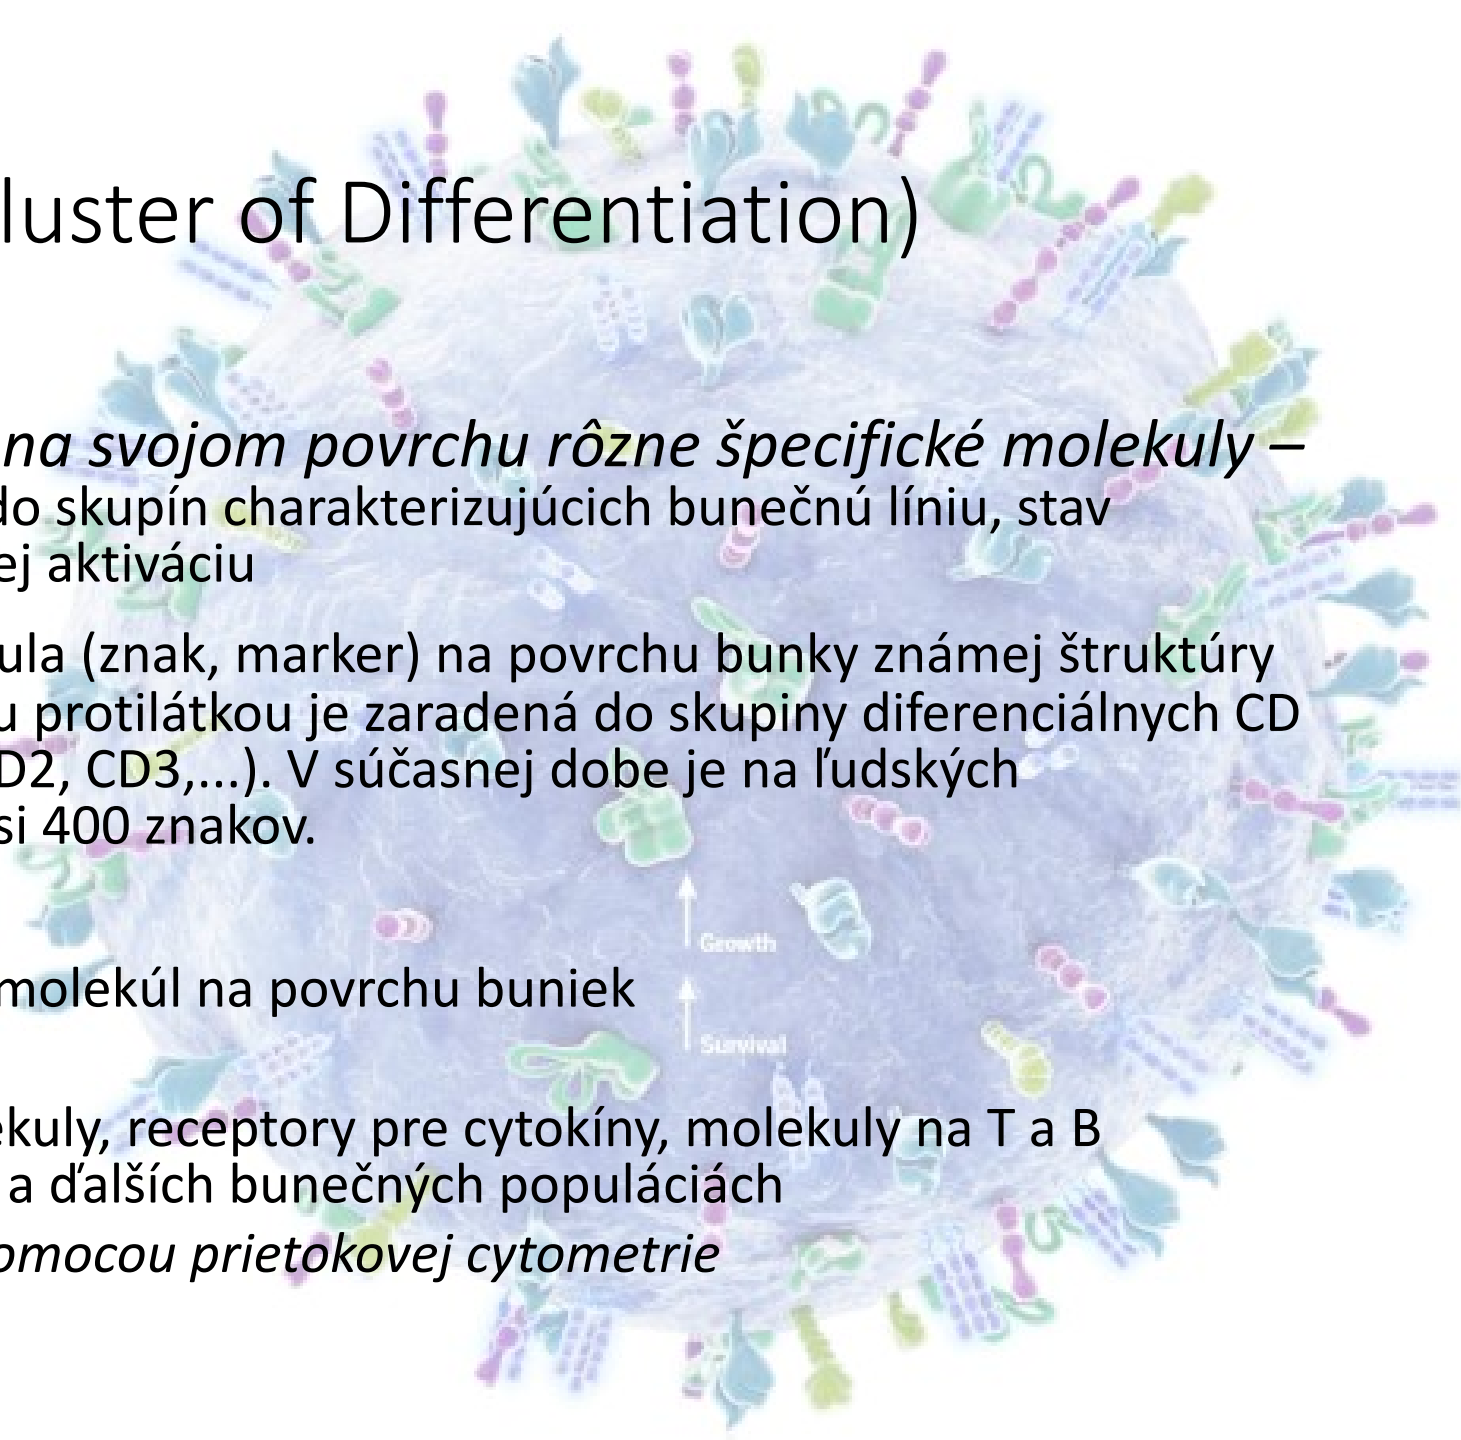 luster of Differentiation)
na svojom povrchu rôzne špecifické molekuly –
do skupín charakterizujúcich bunečnú líniu, stav
ej aktiváciu
ula (znak, marker) na povrchu bunky známej štruktúry
u protilátkou je zaradená do skupiny diferenciálnych CD
D2, CD3,...). V súčasnej dobe je na ľudských
si 400 znakov.
Growth
molekúl na povrchu buniek
Survival
ekuly, receptory pre cytokíny, molekuly na T a B
a ďalších bunečných populáciách
omocou prietokovej cytometrie